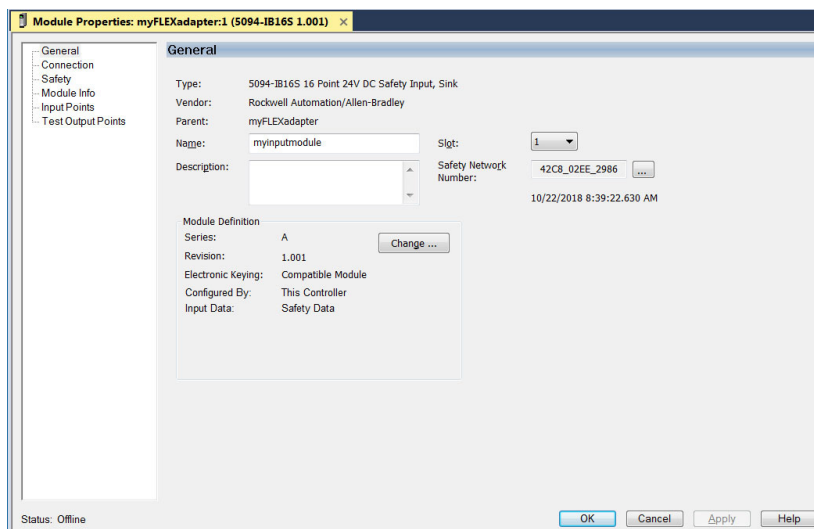 Module Properties: myFLEXadapter:1 (5094-IB16S 1.001) ×
General
Connection
Safety
Module Info
Input Points
Test Output Points
General
Type: 5094-IB16S 16 Point 24V DC Safety Input, Sink
Vendor: Rockwell Automation/Allen-Bradley
Parent: myFLEXadapter
Name: myinputmodule Slot: 1
Description: Safety Network Number: 42C8_02EE_2986 ...
10/22/2018 8:39:22.630 AM
Module Definition
Series: A Change ...
Revision: 1.001
Electronic Keying: Compatible Module
Configured By: This Controller
Input Data: Safety Data
Status: Offline OK Cancel Apply Help